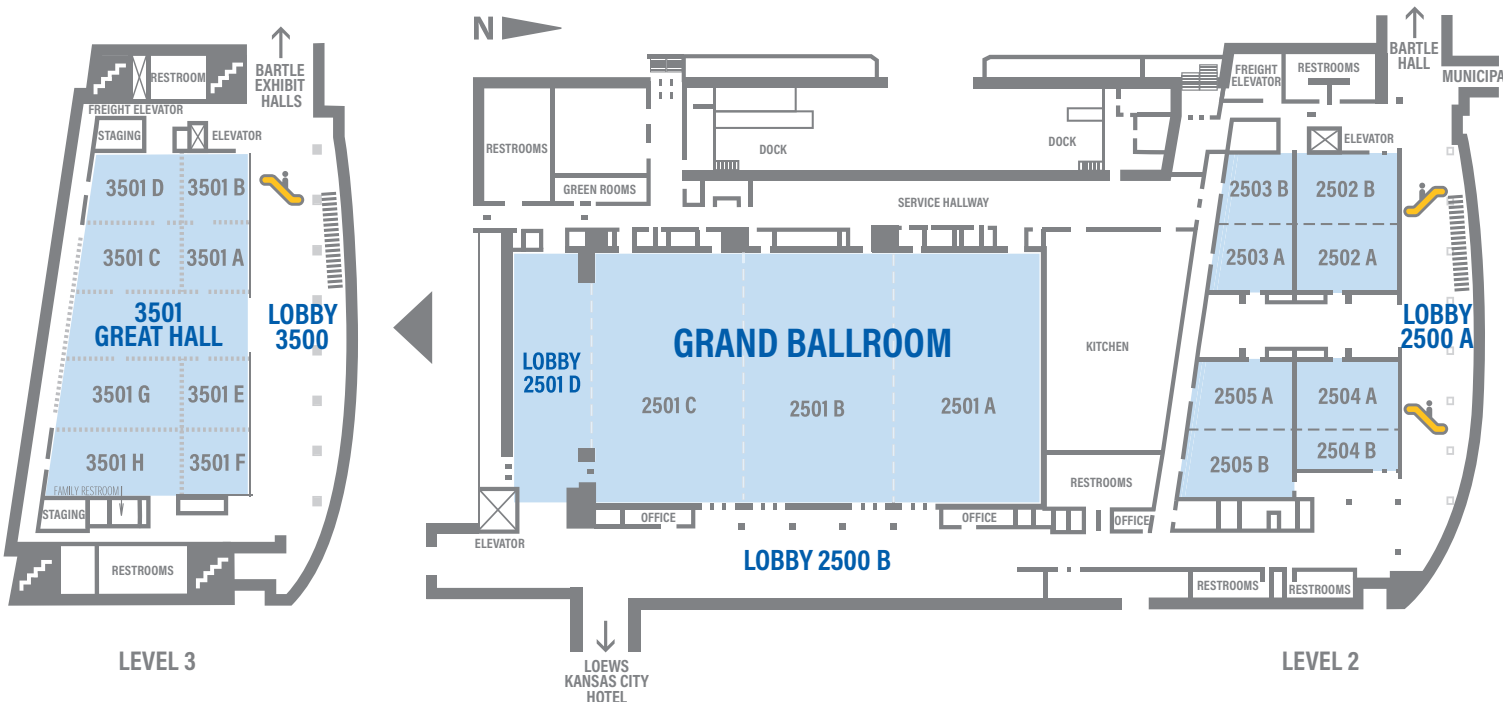 BARTLE
EXHIBIT
HALLS
RESTROOM
FREIGHT ELEVATOR
STAGING
ELEVATOR
3501 D
3501 B
3501 C
3501 A
3501
GREAT HALL
LOBBY
3500
3501 G
3501 E
3501 H
3501 F
FAMILY RESTROOM
STAGING
RESTROOMS
LEVEL 3
N
RESTROOMS
GREEN ROOMS
DOCK
DOCK
SERVICE HALLWAY
FREIGHT
ELEVATOR
RESTROOMS
BARTLE
HALL
MUNICIPA
ELEVATOR
2503 B
2502 B
2503 A
2502 A
LOBBY
2500 A
LOBBY
2501 D
GRAND BALLROOM
2501 C
2501 B
2501 A
KITCHEN
2505 A
2504 A
2505 B
2504 B
RESTROOMS
OFFICE
OFFICE
OFFICE
ELEVATOR
LOBBY 2500 B
RESTROOMS
RESTROOMS
LOEWS
KANSAS CITY
HOTEL
LEVEL 2